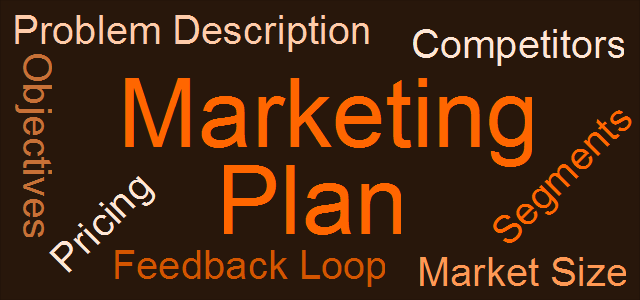 Problem Description
Competitors
Objectives
Marketing
Plan
Segments
Pricing
Feedback Loop
Market Size